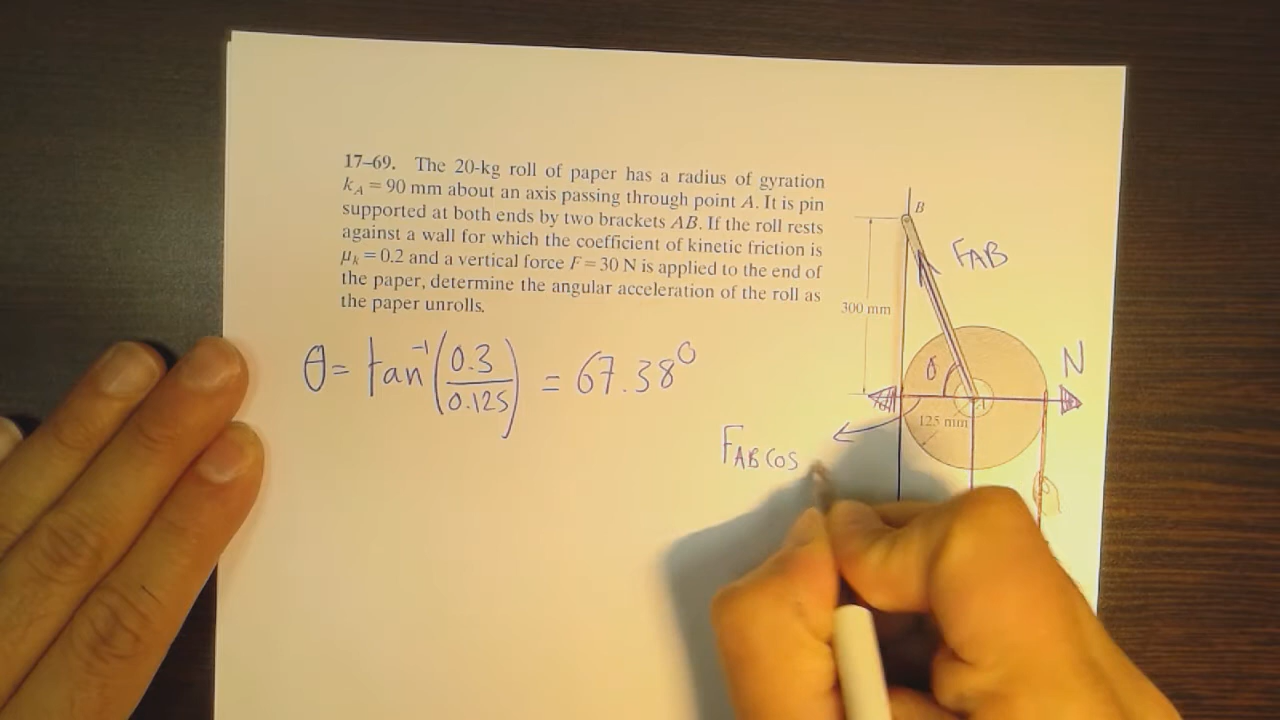 17–69. The 20-kg roll of paper has a radius of gyration
kA = 90 mm about an axis passing through point A. It is pin
supported at both ends by two brackets AB. If the roll rests
against a wall for which the coefficient of kinetic friction is
μk = 0.2 and a vertical force F = 30 N is applied to the end of
the paper, determine the angular acceleration of the roll as
the paper unrolls.
θ = tan⁻¹(0.3/0.125) = 67.38°
B
FAB
300 mm
θ
N
A
125 mm
FAB cos